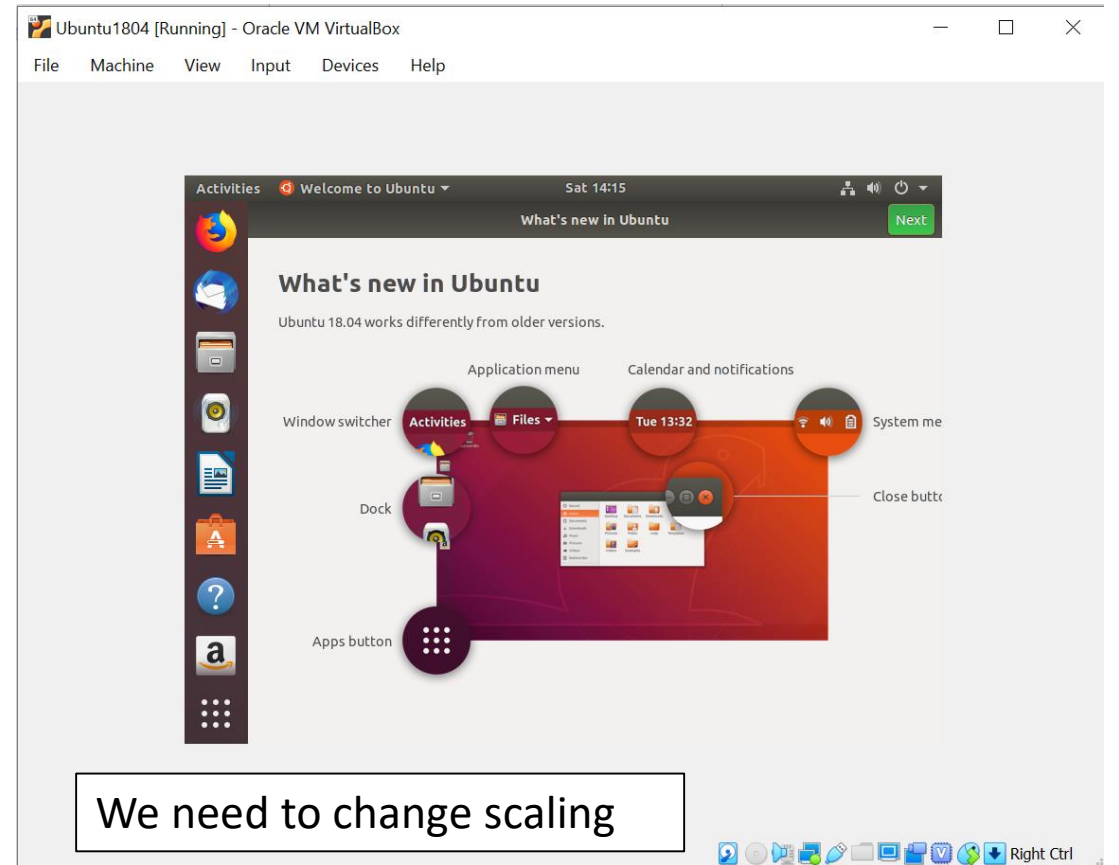 Ubuntu1804 [Running] - Oracle VM VirtualBox
File Machine View Input Devices Help
Activities Welcome to Ubuntu Sat 14:15
What's new in Ubuntu Next
What's new in Ubuntu
Ubuntu 18.04 works differently from older versions.
Application menu Calendar and notifications
Window switcher Activities Files Tue 13:32 System me
Dock Close butto
Apps button
We need to change scaling
Right Ctrl